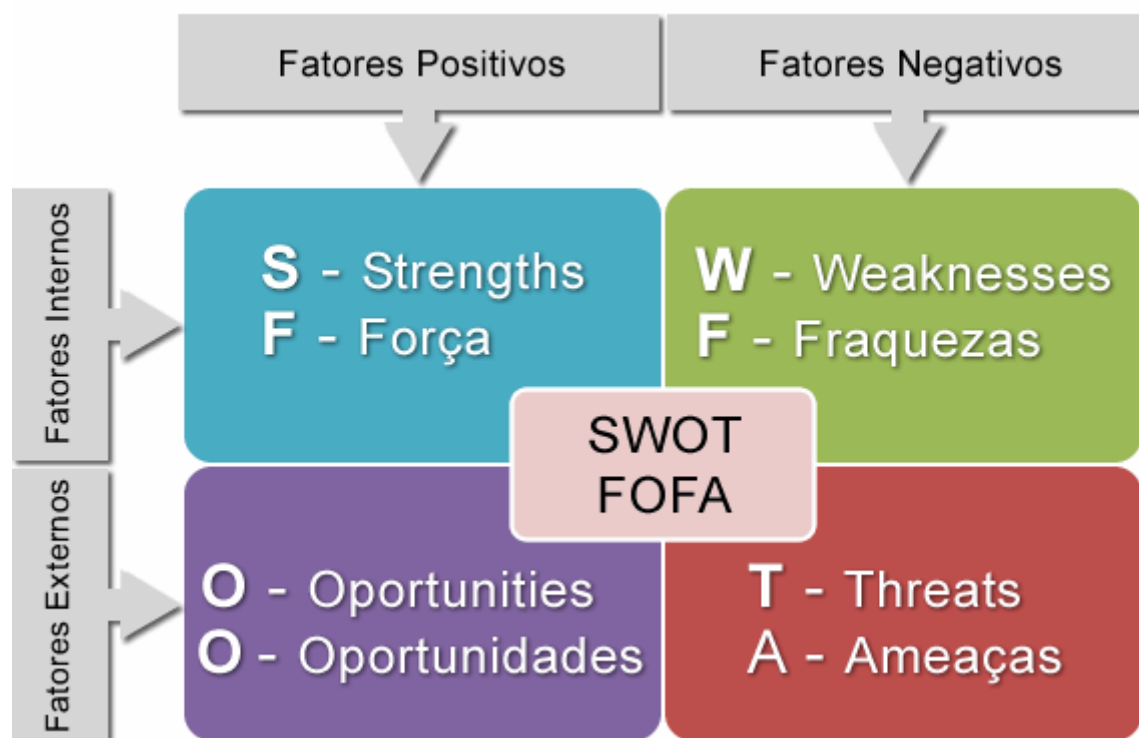 Fatores Positivos
Fatores Negativos
Fatores Internos
S - Strengths
F - Força
W - Weaknesses
F - Fraquezas
SWOT
FOFA
Fatores Externos
O - Oportunities
O - Oportunidades
T - Threats
A - Ameaças